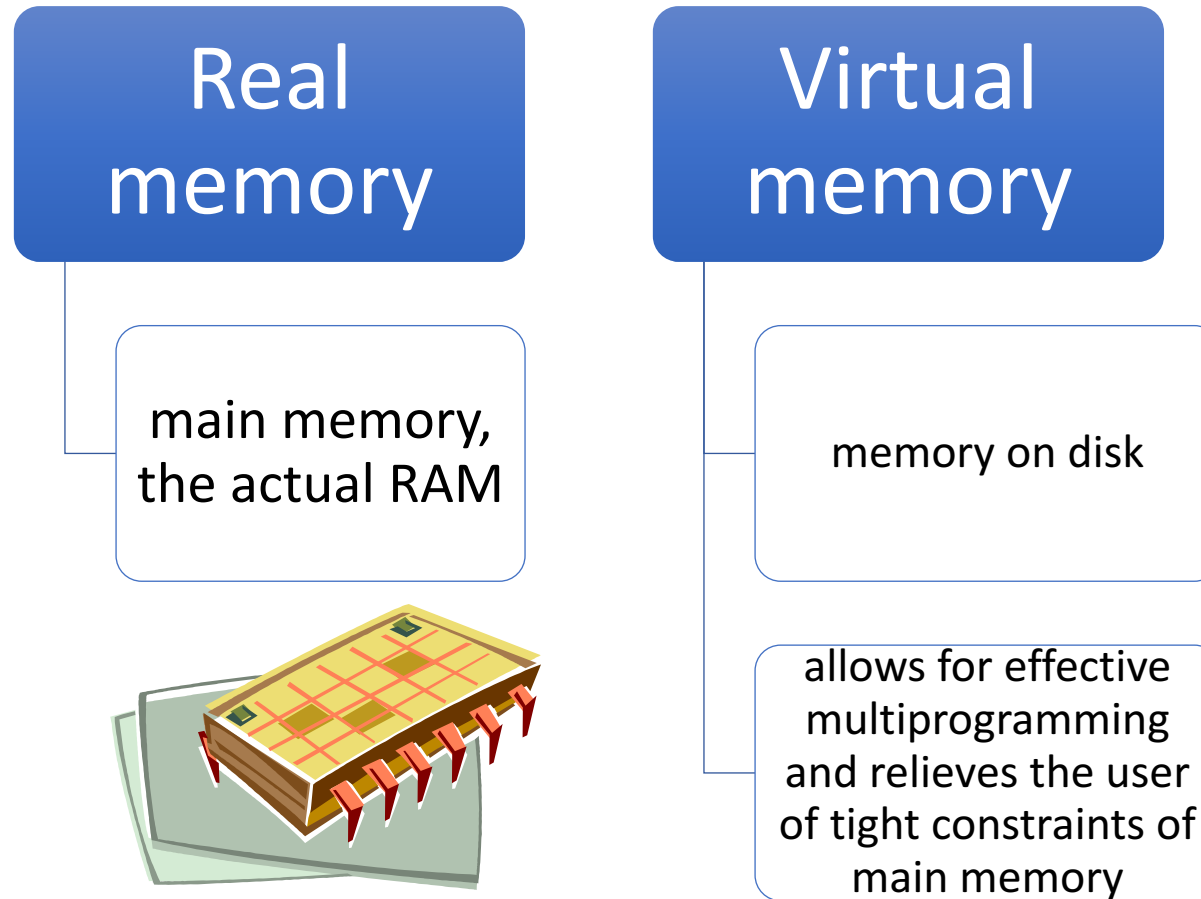 Real
memory
main memory,
the actual RAM
Virtual
memory
memory on disk
allows for effective
multiprogramming
and relieves the user
of tight constraints of
main memory